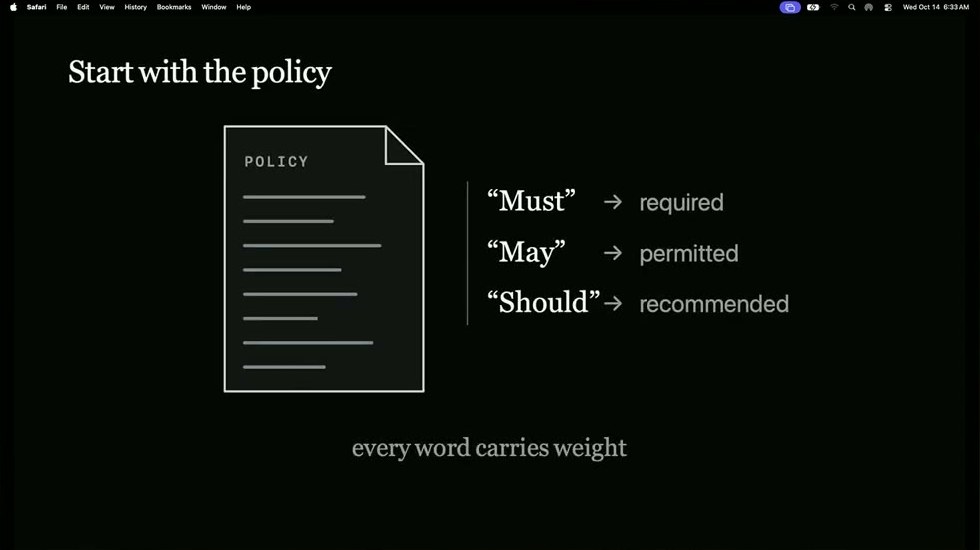 Safari File Edit View History Bookmarks Window Help Wed Oct 14 6:33 AM
Start with the policy
POLICY
“Must” → required
“May” → permitted
“Should” → recommended
every word carries weight